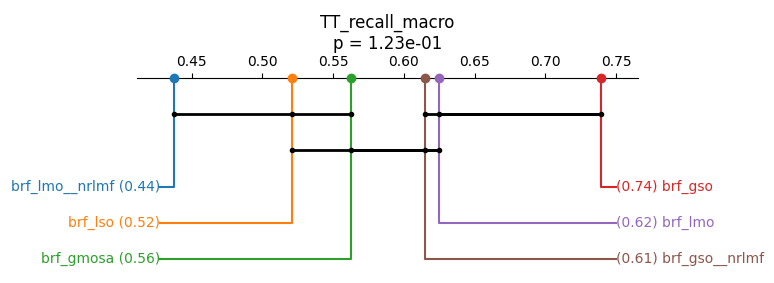 TT_recall_macro
p = 1.23e-01
0.45 0.50 0.55 0.60 0.65 0.70 0.75
brf_lmo__nrlmf (0.44) (0.74) brf_gso
brf_lso (0.52) (0.62) brf_lmo
brf_gmosa (0.56) (0.61) brf_gso__nrlmf